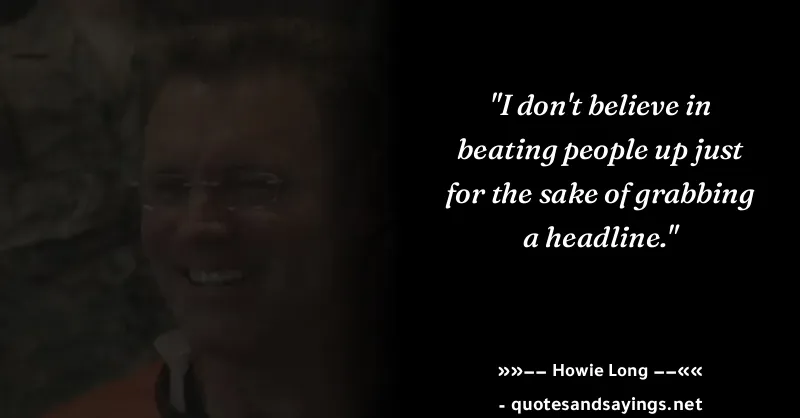 "I don't believe in
beating people up just
for the sake of grabbing
a headline."
»»—— Howie Long ——««
- quotesandsayings.net